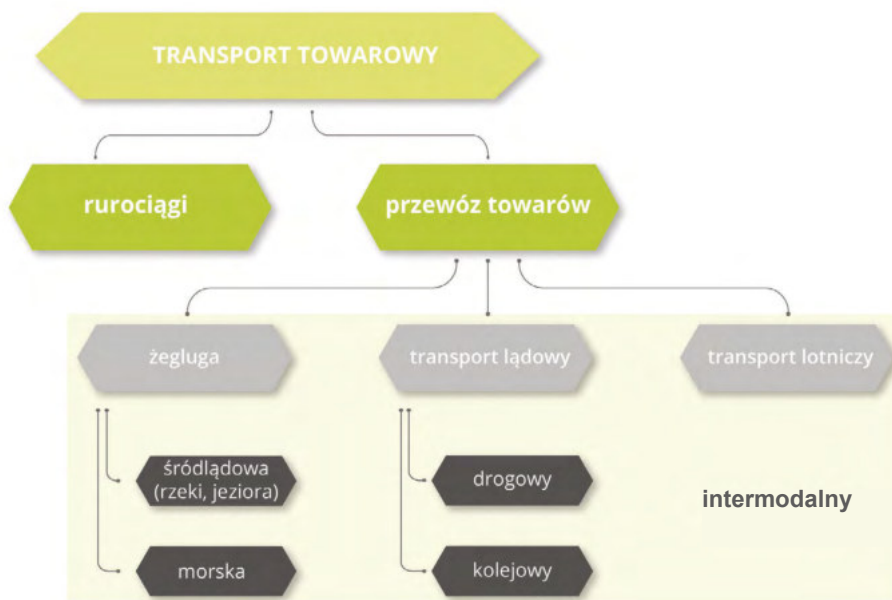 TRANSPORT TOWAROWY
rurociągi
przewóz towarów
żegluga
transport lądowy
transport lotniczy
śródlądowa
(rzeki, jeziora)
drogowy
intermodalny
morska
kolejowy